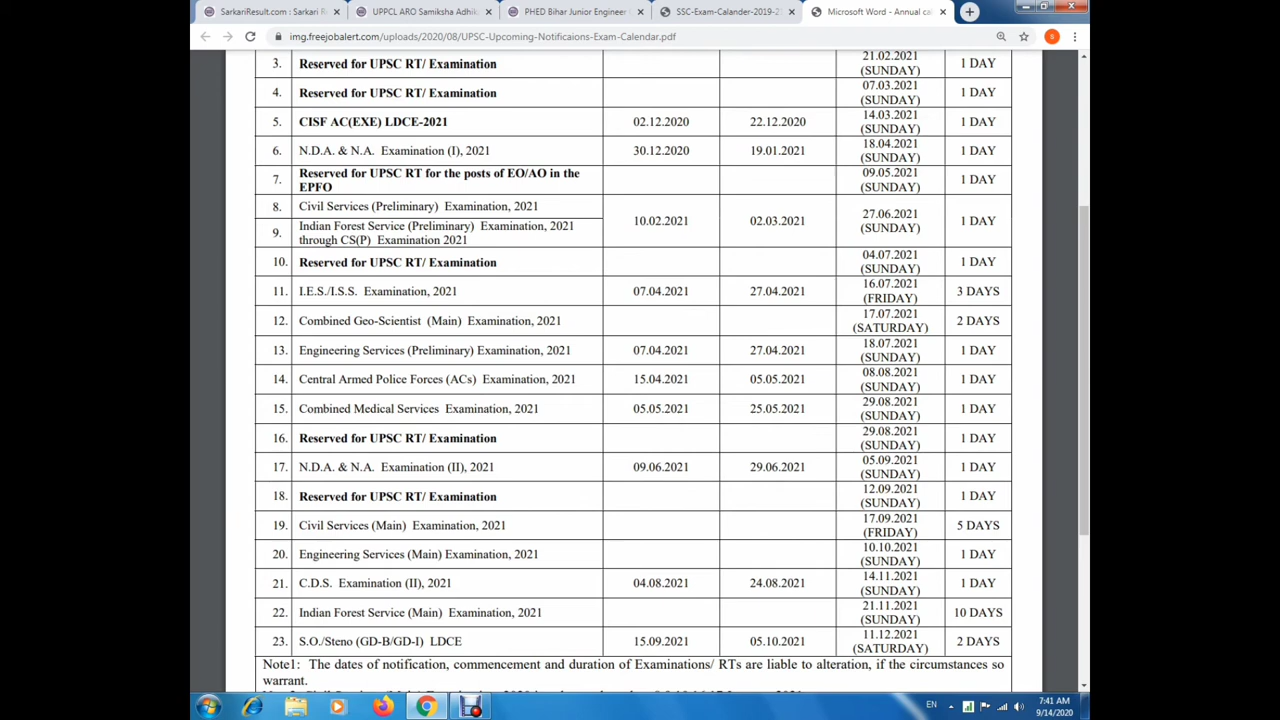 SarkariResult.com : Sarkari R
UPPCL ARO Samiksha Adhik
PHED Bihar Junior Engineer
SSC-Exam-Calander-2019-2
Microsoft Word - Annual ca
img.freejobalert.com/uploads/2020/08/UPSC-Upcoming-Notificaions-Exam-Calendar.pdf
S
3. Reserved for UPSC RT/ Examination 21.02.2021 (SUNDAY) 1 DAY
4. Reserved for UPSC RT/ Examination 07.03.2021 (SUNDAY) 1 DAY
5. CISF AC(EXE) LDCE-2021 02.12.2020 22.12.2020 14.03.2021 (SUNDAY) 1 DAY
6. N.D.A. & N.A. Examination (I), 2021 30.12.2020 19.01.2021 18.04.2021 (SUNDAY) 1 DAY
7. Reserved for UPSC RT for the posts of EO/AO in the EPFO 09.05.2021 (SUNDAY) 1 DAY
8. Civil Services (Preliminary) Examination, 2021 10.02.2021 02.03.2021 27.06.2021 (SUNDAY) 1 DAY
9. Indian Forest Service (Preliminary) Examination, 2021 through CS(P) Examination 2021
10. Reserved for UPSC RT/ Examination 04.07.2021 (SUNDAY) 1 DAY
11. I.E.S./I.S.S. Examination, 2021 07.04.2021 27.04.2021 16.07.2021 (FRIDAY) 3 DAYS
12. Combined Geo-Scientist (Main) Examination, 2021 17.07.2021 (SATURDAY) 2 DAYS
13. Engineering Services (Preliminary) Examination, 2021 07.04.2021 27.04.2021 18.07.2021 (SUNDAY) 1 DAY
14. Central Armed Police Forces (ACs) Examination, 2021 15.04.2021 05.05.2021 08.08.2021 (SUNDAY) 1 DAY
15. Combined Medical Services Examination, 2021 05.05.2021 25.05.2021 29.08.2021 (SUNDAY) 1 DAY
16. Reserved for UPSC RT/ Examination 29.08.2021 (SUNDAY) 1 DAY
17. N.D.A. & N.A. Examination (II), 2021 09.06.2021 29.06.2021 05.09.2021 (SUNDAY) 1 DAY
18. Reserved for UPSC RT/ Examination 12.09.2021 (SUNDAY) 1 DAY
19. Civil Services (Main) Examination, 2021 17.09.2021 (FRIDAY) 5 DAYS
20. Engineering Services (Main) Examination, 2021 10.10.2021 (SUNDAY) 1 DAY
21. C.D.S. Examination (II), 2021 04.08.2021 24.08.2021 14.11.2021 (SUNDAY) 1 DAY
22. Indian Forest Service (Main) Examination, 2021 21.11.2021 (SUNDAY) 10 DAYS
23. S.O./Steno (GD-B/GD-I) LDCE 15.09.2021 05.10.2021 11.12.2021 (SATURDAY) 2 DAYS
Note1: The dates of notification, commencement and duration of Examinations/ RTs are liable to alteration, if the circumstances so
warrant.
EN
7:41 AM
9/14/2020